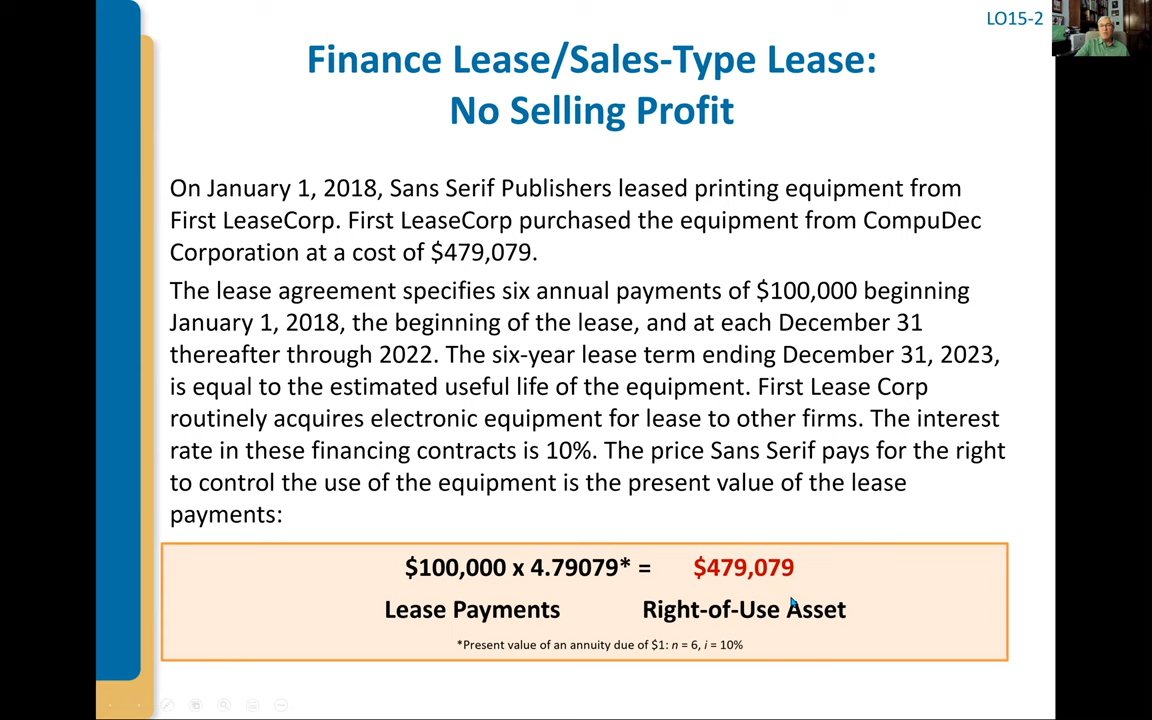 LO15-2
Finance Lease/Sales-Type Lease:
No Selling Profit
On January 1, 2018, Sans Serif Publishers leased printing equipment from
First LeaseCorp. First LeaseCorp purchased the equipment from CompuDec
Corporation at a cost of $479,079.
The lease agreement specifies six annual payments of $100,000 beginning
January 1, 2018, the beginning of the lease, and at each December 31
thereafter through 2022. The six-year lease term ending December 31, 2023,
is equal to the estimated useful life of the equipment. First Lease Corp
routinely acquires electronic equipment for lease to other firms. The interest
rate in these financing contracts is 10%. The price Sans Serif pays for the right
to control the use of the equipment is the present value of the lease
payments:
$100,000 x 4.79079* = $479,079
Lease Payments Right-of-Use Asset
*Present value of an annuity due of $1: n = 6, i = 10%